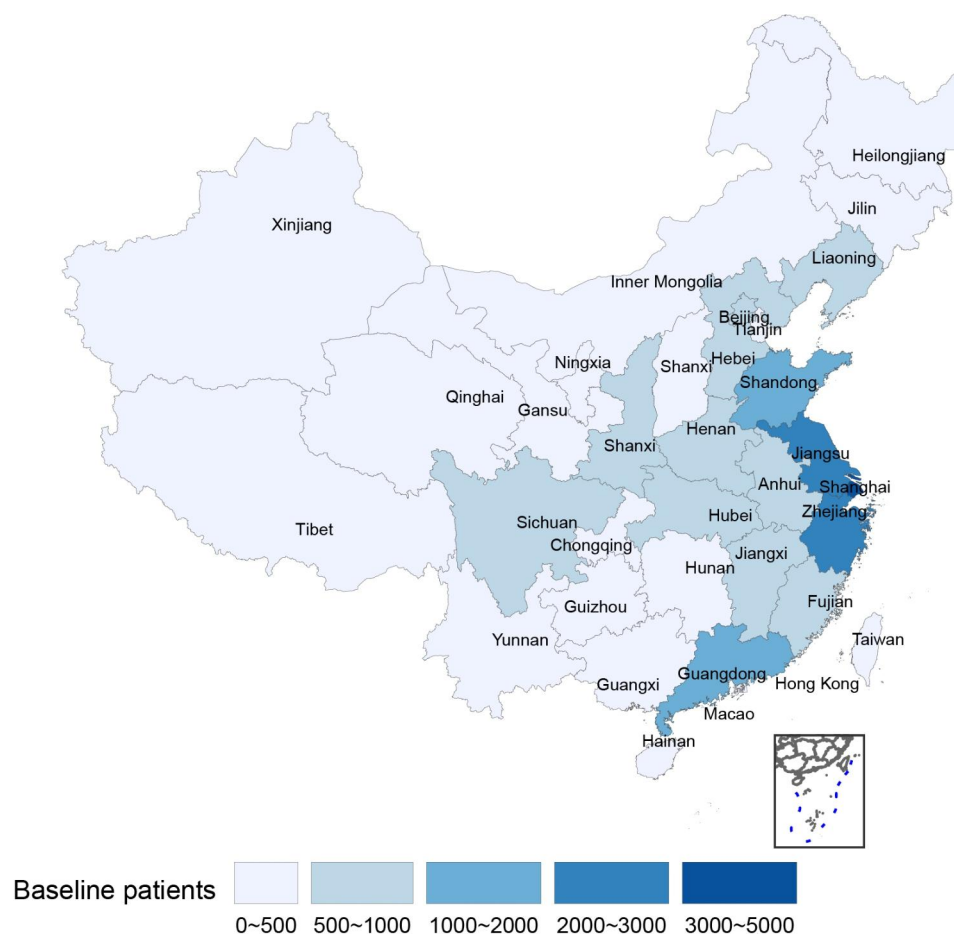 Heilongjiang
Jilin
Xinjiang
Liaoning
Inner Mongolia
Beijing
Tianjin
Ningxia
Shanxi
Hebei
Shandong
Qinghai
Gansu
Henan
Shanxi
Jiangsu
Anhui
Shanghai
Zhejiang
Sichuan
Hubei
Tibet
Chongqing
Jiangxi
Hunan
Guizhou
Fujian
Yunnan
Taiwan
Guangdong
Guangxi
Hong Kong
Macao
Hainan
Baseline patients
0~500
500~1000
1000~2000
2000~3000
3000~5000